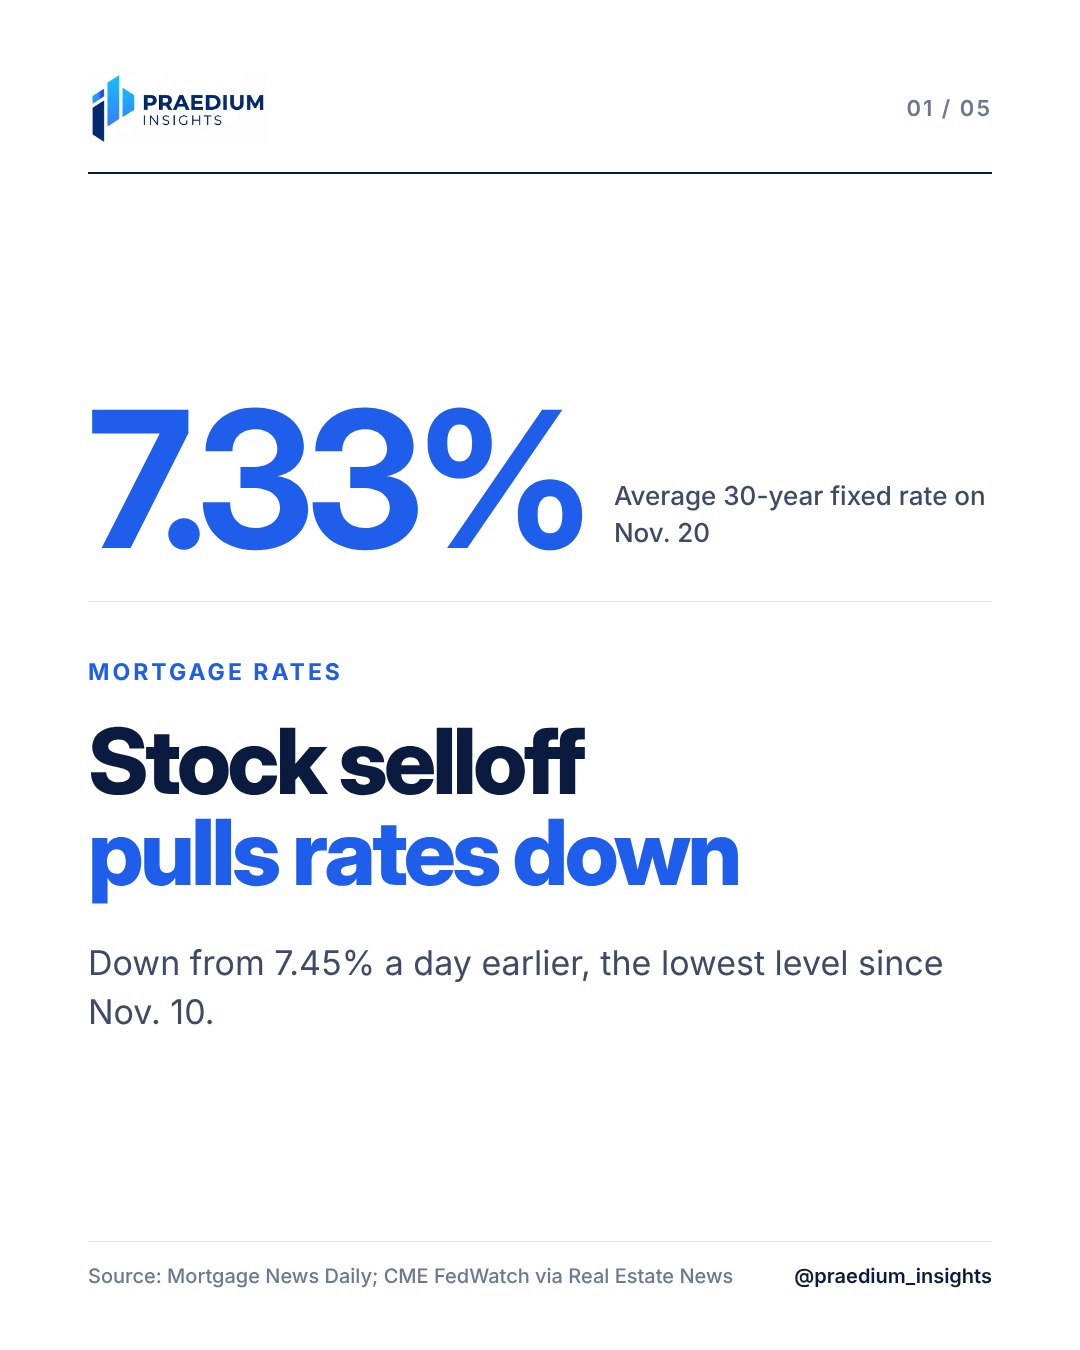 PRAEDIUM
INSIGHTS
01 / 05
7.33%
Average 30-year fixed rate on
Nov. 20
MORTGAGE RATES
Stock selloff
pulls rates down
Down from 7.45% a day earlier, the lowest level since
Nov. 10.
Source: Mortgage News Daily; CME FedWatch via Real Estate News
@praedium_insights